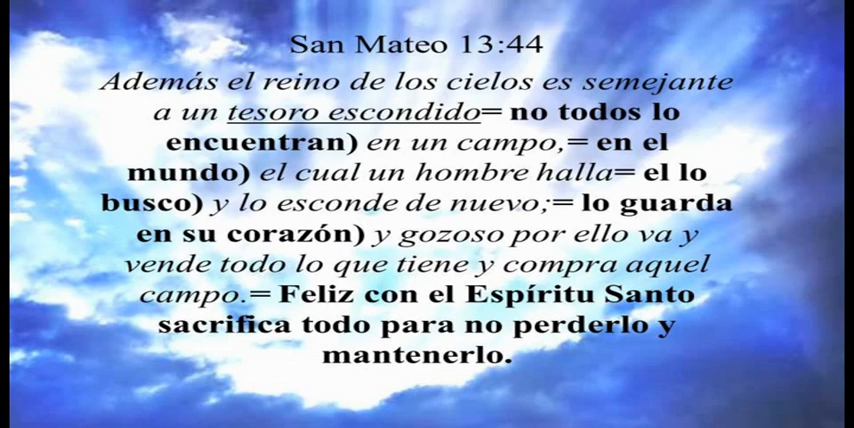 San Mateo 13:44
Además el reino de los cielos es semejante
a un tesoro escondido= no todos lo
encuentran) en un campo,= en el
mundo) el cual un hombre halla= el lo
busco) y lo esconde de nuevo;= lo guarda
en su corazón) y gozoso por ello va y
vende todo lo que tiene y compra aquel
campo.= Feliz con el Espíritu Santo
sacrifica todo para no perderlo y
mantenerlo.